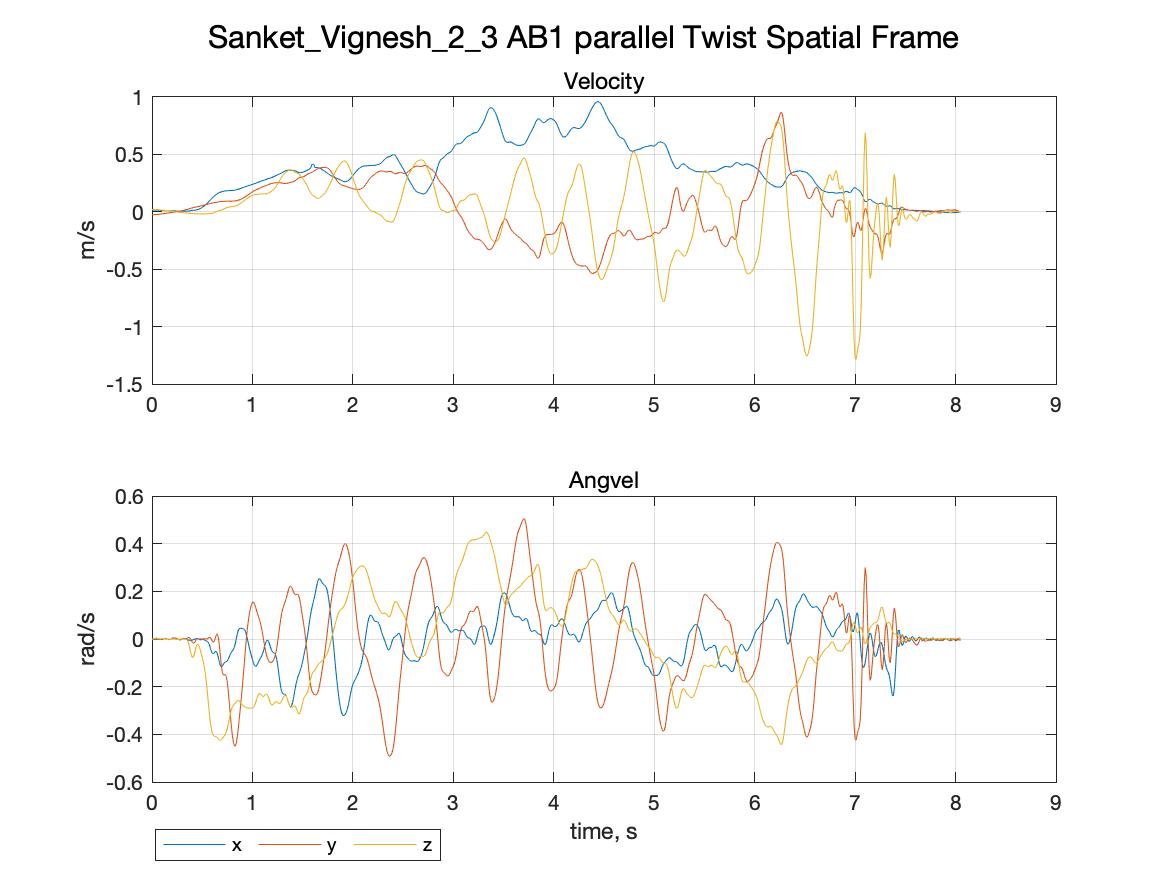 Sanket_Vignesh_2_3 AB1 parallel Twist Spatial Frame
Velocity
1
0.5
0
-0.5
-1
-1.5
m/s
0 1 2 3 4 5 6 7 8 9
Angvel
0.6
0.4
0.2
0
-0.2
-0.4
-0.6
rad/s
0 1 2 3 4 5 6 7 8 9
time, s
x y z